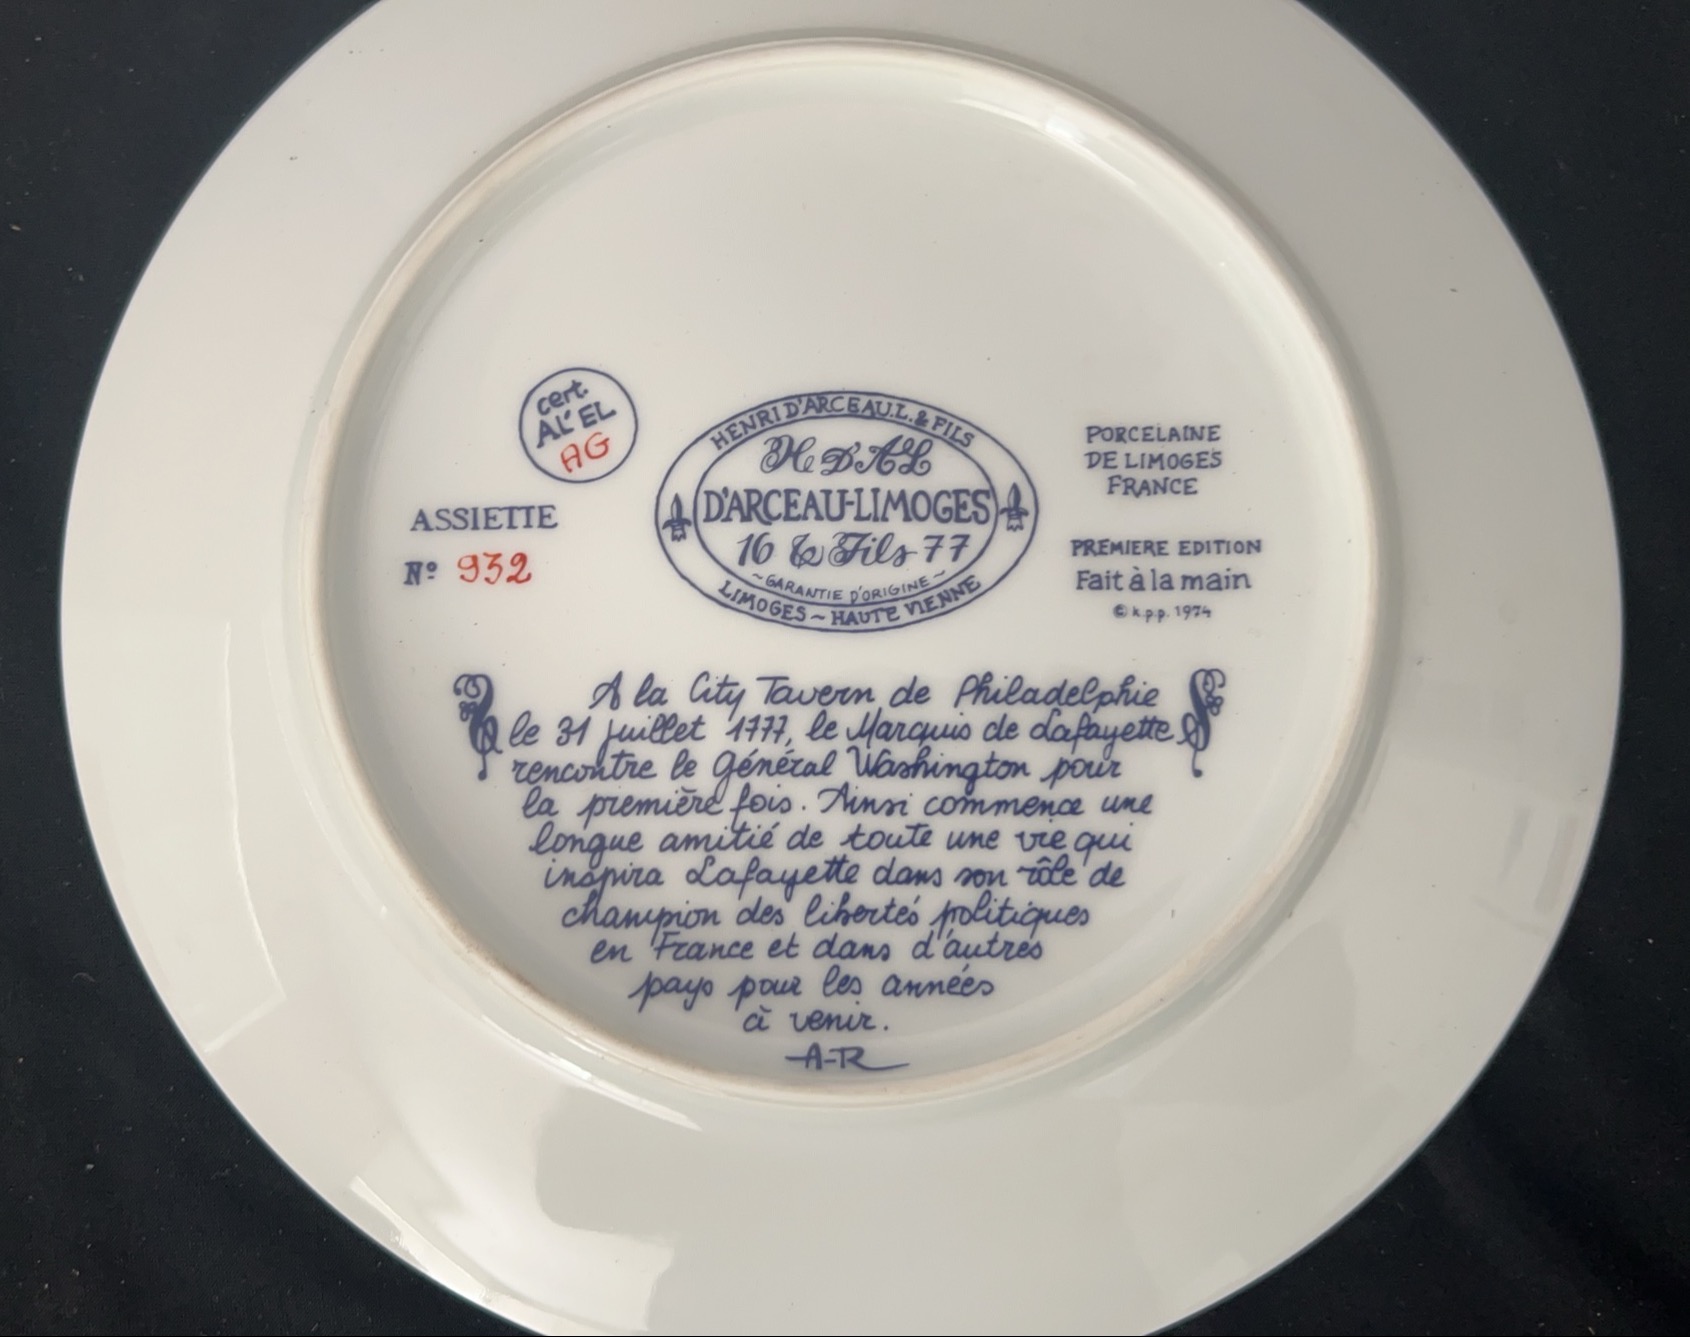 cert.
AL' EL
AG
ASSIETTE
Nº 932
HENRI D'ARCEAU.L. & FILS
H D'A L
D'ARCEAU-LIMOGES
16 & Fils 77
~GARANTIE D'ORIGINE~
LIMOGES ~ HAUTE VIENNE
PORCELAINE
DE LIMOGES
FRANCE
PREMIERE EDITION
Fait à la main
© k.p.p. 1974
A la City Tavern de Philadelphie
le 31 juillet 1777, le Marquis de Lafayette
rencontre le Général Washington pour
la première fois. Ainsi commence une
longue amitié de toute une vie qui
inspira Lafayette dans son rôle de
champion des libertés politiques
en France et dans d'autres
pays pour les années
à venir.
A-R